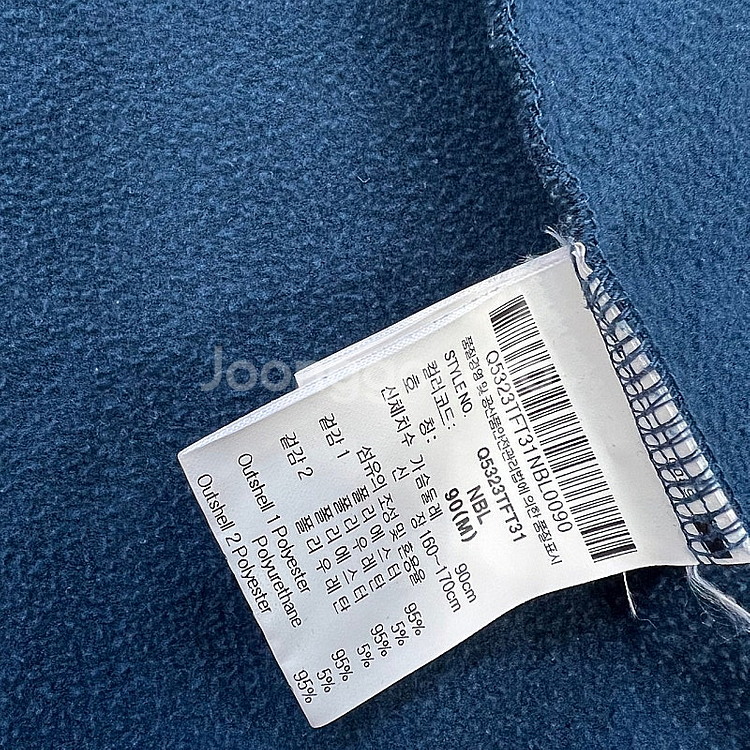 Q5323TFT31NBL0090
품질경영 및 공산품안전관리법에 의한 품질표시
STYLE NO. Q5323TFT31
컬러코드: NBL
호 칭: 90(M)
신체치수 가슴둘레 90cm
신 장 160-170cm
섬유의 조성 및 혼용율
겉감 1 폴리에스터 95%
폴리우레탄 5%
겉감 2 폴리에스터 95%
폴리우레탄 5%
Outshell 1 Polyester 95%
Polyurethane 5%
Outshell 2 Polyester 95%